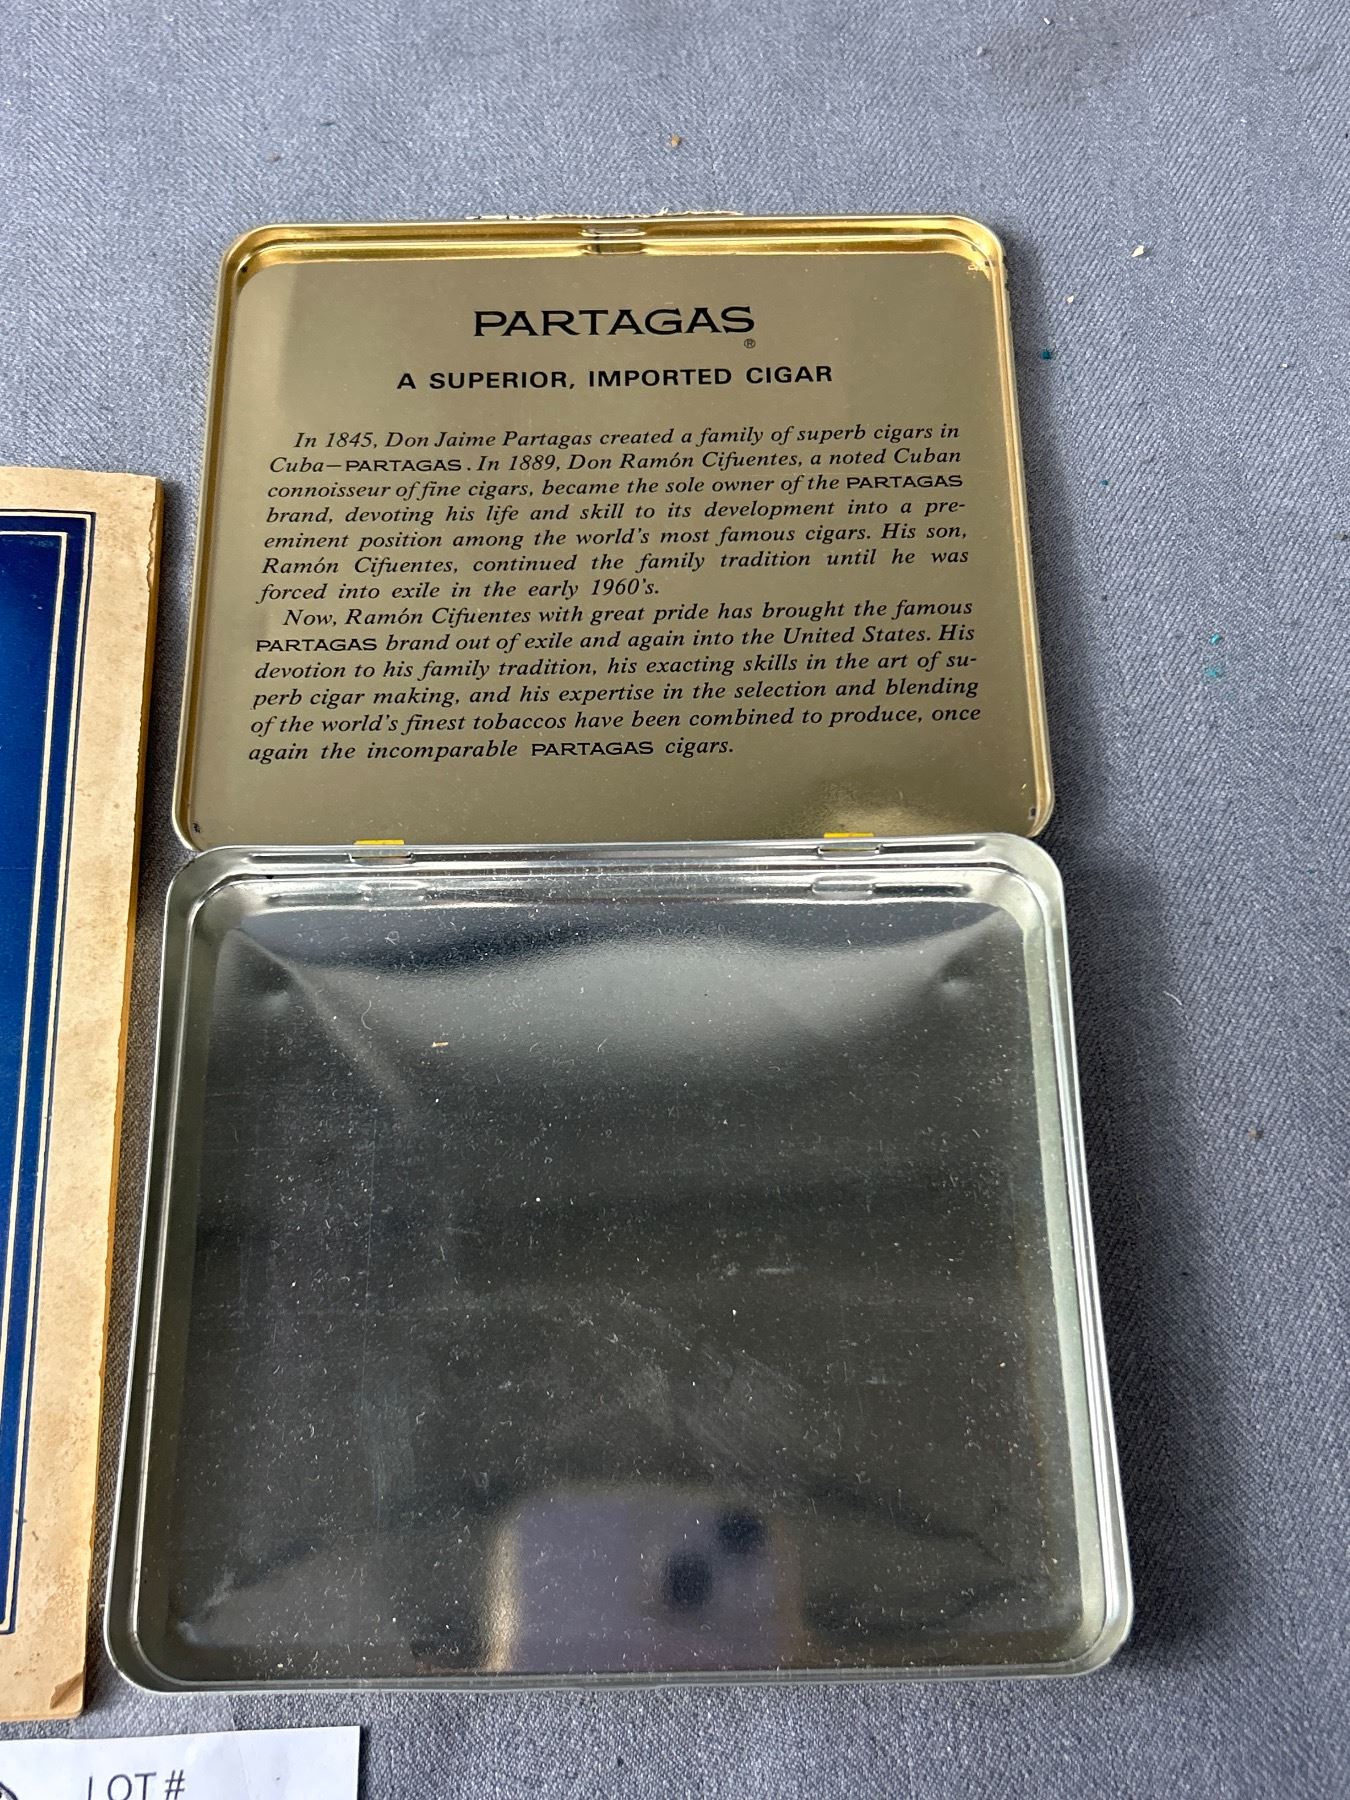 PARTAGAS
®
A SUPERIOR, IMPORTED CIGAR
In 1845, Don Jaime Partagas created a family of superb cigars in
Cuba—PARTAGAS. In 1889, Don Ramón Cifuentes, a noted Cuban
connoisseur of fine cigars, became the sole owner of the PARTAGAS
brand, devoting his life and skill to its development into a pre-
eminent position among the world's most famous cigars. His son,
Ramón Cifuentes, continued the family tradition until he was
forced into exile in the early 1960's.
Now, Ramón Cifuentes with great pride has brought the famous
PARTAGAS brand out of exile and again into the United States. His
devotion to his family tradition, his exacting skills in the art of su-
perb cigar making, and his expertise in the selection and blending
of the world's finest tobaccos have been combined to produce, once
again the incomparable PARTAGAS cigars.
LOT #